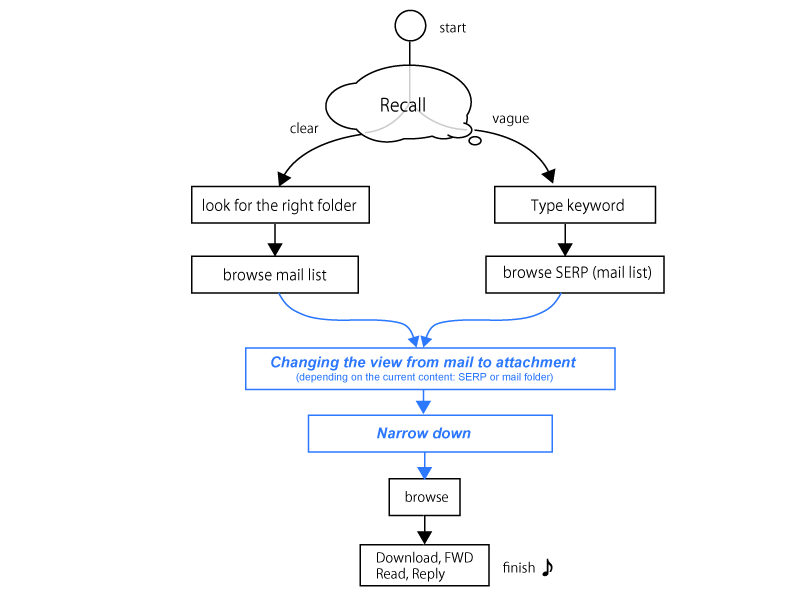 start
Recall
clear
vague
look for the right folder
Type keyword
browse mail list
browse SERP (mail list)
Changing the view from mail to attachment
(depending on the current content: SERP or mail folder)
Narrow down
browse
Download, FWD
Read, Reply
finish